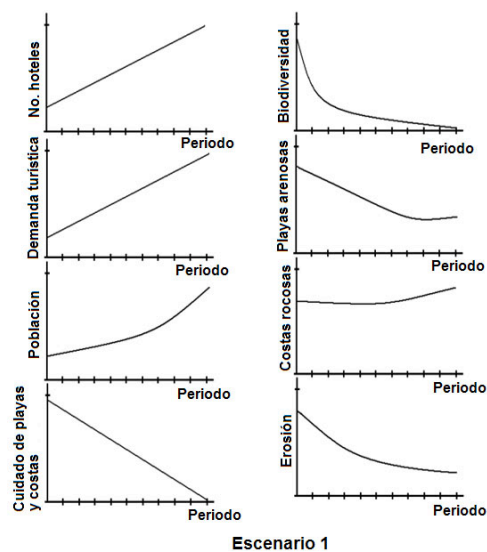 No. hoteles
Periodo
Demanda turística
Periodo
Población
Periodo
Cuidado de playas
y costas
Periodo
Biodiversidad
Periodo
Playas arenosas
Periodo
Costas rocosas
Periodo
Erosión
Periodo
Escenario 1